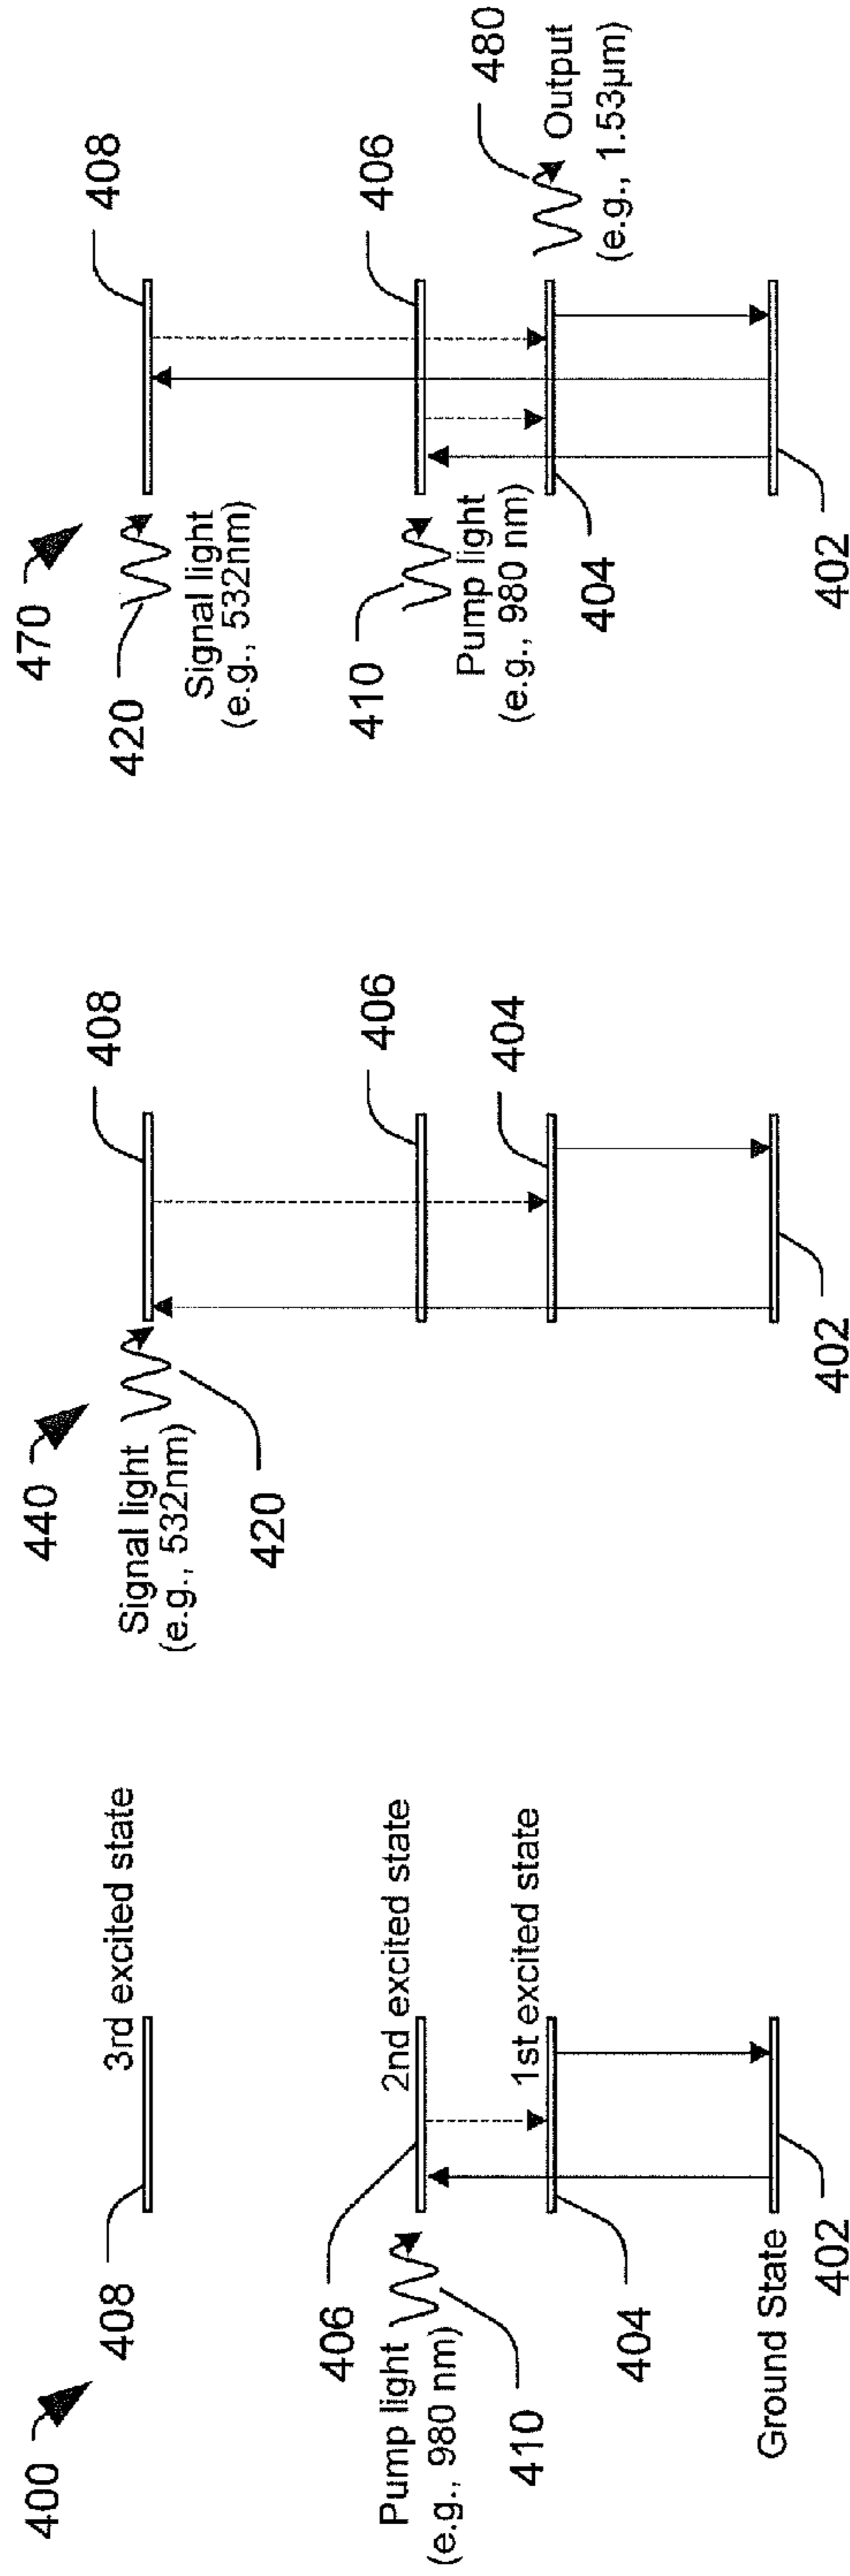 400
408
3rd excited state
406
2nd excited state
Pump light
(e.g., 980 nm)
410
1st excited state
404
Ground State
402
440
Signal light
(e.g., 532nm)
420
408
406
404
402
470
420
Signal light
(e.g., 532nm)
408
410
Pump light
(e.g., 980 nm)
406
480
Output
(e.g., 1.53μm)
404
402